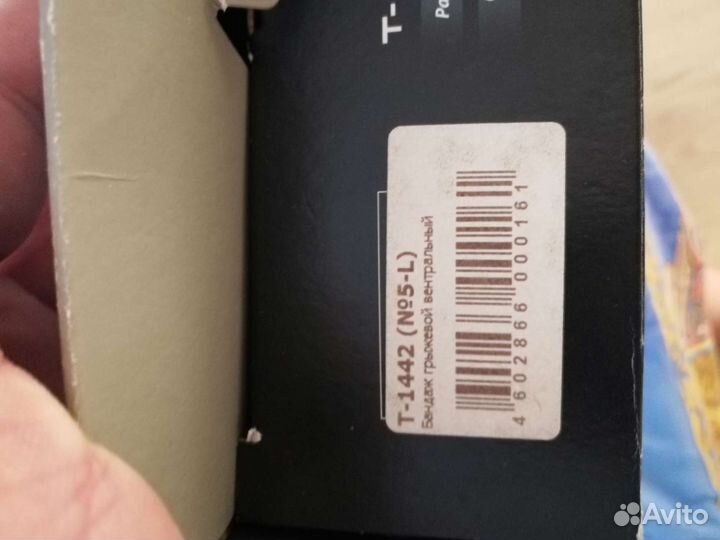 Т-1442 (№5-L)
Бандаж грыжевой вентральный
4 602866 000161
Avito